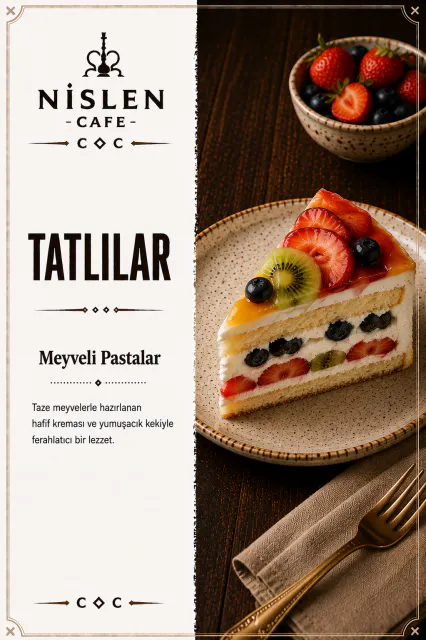 NİSLEN
-CAFE-
C C
TATLILAR
Meyveli Pastalar
Taze meyvelerle hazırlanan
hafif kreması ve yumuşacık kekiyle
ferahlatıcı bir lezzet.
C C